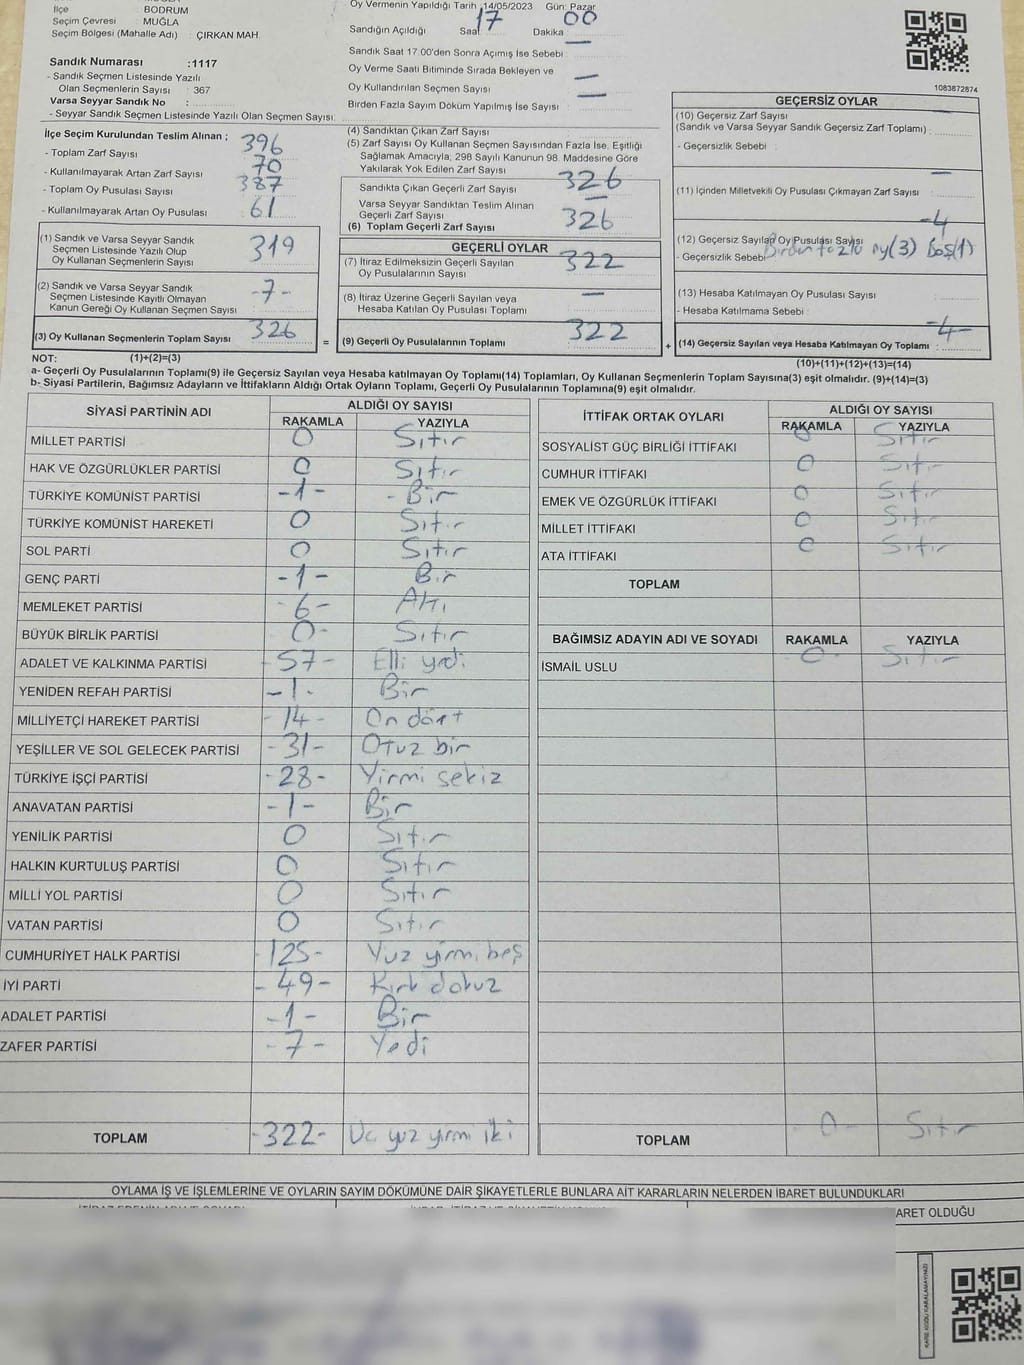 İlçe : BODRUM
Seçim Çevresi : MUĞLA
Seçim Bölgesi (Mahalle Adı) : ÇIRKAN MAH.
Oy Vermenin Yapıldığı Tarih :14/05/2023 Gün: Pazar
Sandığın Açıldığı Saat 17 Dakika : 00
Sandık Saat 17:00'den Sonra Açımış İse Sebebi : —
Oy Verme Saati Bitiminde Sırada Bekleyen ve
Oy Kullandırılan Seçmen Sayısı : —
Birden Fazla Sayım Döküm Yapılmış İse Sayısı : —
Sandık Numarası :1117
- Sandık Seçmen Listesinde Yazılı
Olan Seçmenlerin Sayısı : 367
Varsa Seyyar Sandık No :
- Seyyar Sandık Seçmen Listesinde Yazılı Olan Seçmen Sayısı:
1083872874
İlçe Seçim Kurulundan Teslim Alınan ;
- Toplam Zarf Sayısı : 396
- Kullanılmayarak Artan Zarf Sayısı : 70
- Toplam Oy Pusulası Sayısı : 387
- Kullanılmayarak Artan Oy Pusulası : 61
(1) Sandık ve Varsa Seyyar Sandık
Seçmen Listesinde Yazılı Olup
Oy Kullanan Seçmenlerin Sayısı : 319
(2) Sandık ve Varsa Seyyar Sandık
Seçmen Listesinde Kayıtlı Olmayan
Kanun Gereği Oy Kullanan Seçmen Sayısı : -7-
(3) Oy Kullanan Seçmenlerin Toplam Sayısı : 326
(4) Sandıktan Çıkan Zarf Sayısı
(5) Zarf Sayısı Oy Kullanan Seçmen Sayısından Fazla İse, Eşitliği
Sağlamak Amacıyla; 298 Sayılı Kanunun 98. Maddesine Göre
Yakılarak Yok Edilen Zarf Sayısı
Sandıkta Çıkan Geçerli Zarf Sayısı : 326
Varsa Seyyar Sandıktan Teslim Alınan
Geçerli Zarf Sayısı : —
(6) Toplam Geçerli Zarf Sayısı : 326
GEÇERLİ OYLAR
(7) İtiraz Edilmeksizin Geçerli Sayılan
Oy Pusulalarının Sayısı : 322
(8) İtiraz Üzerine Geçerli Sayılan veya
Hesaba Katılan Oy Pusulası Toplamı : —
= (9) Geçerli Oy Pusulalarının Toplamı : 322
GEÇERSİZ OYLAR
(10) Geçersiz Zarf Sayısı
(Sandık ve Varsa Seyyar Sandık Geçersiz Zarf Toplamı) :
- Geçersizlik Sebebi :
(11) İçinden Milletvekili Oy Pusulası Çıkmayan Zarf Sayısı : —
(12) Geçersiz Sayılan Oy Pusulası Sayısı : -4
- Geçersizlik Sebebi Birden fazla oy(3) boş(1)
(13) Hesaba Katılmayan Oy Pusulası Sayısı :
- Hesaba Katılmama Sebebi :
+ (14) Geçersiz Sayılan veya Hesaba Katılmayan Oy Toplamı : -4-
NOT: (1)+(2)=(3)
(10)+(11)+(12)+(13)=(14)
a- Geçerli Oy Pusulalarının Toplamı(9) ile Geçersiz Sayılan veya Hesaba katılmayan Oy Toplamı(14) Toplamları, Oy Kullanan Seçmenlerin Toplam Sayısına(3) eşit olmalıdır. (9)+(14)=(3)
b- Siyasi Partilerin, Bağımsız Adayların ve İttifakların Aldığı Ortak Oyların Toplamı, Geçerli Oy Pusulalarının Toplamına(9) eşit olmalıdır.
SİYASİ PARTİNİN ADI ALDIĞI OY SAYISI
RAKAMLA YAZIYLA
MİLLET PARTİSİ 0 Sıfır
HAK VE ÖZGÜRLÜKLER PARTİSİ 0 Sıfır
TÜRKİYE KOMÜNİST PARTİSİ -1- - Bir
TÜRKİYE KOMÜNİST HAREKETİ 0 Sıfır
SOL PARTİ 0 Sıfır
GENÇ PARTİ -1- Bir
MEMLEKET PARTİSİ -6- Altı
BÜYÜK BİRLİK PARTİSİ 0- Sıfır
ADALET VE KALKINMA PARTİSİ -57- Elli yedi
YENİDEN REFAH PARTİSİ -1- Bir
MİLLİYETÇİ HAREKET PARTİSİ -14- On dört
YEŞİLLER VE SOL GELECEK PARTİSİ -31- Otuz bir
TÜRKİYE İŞÇİ PARTİSİ -28- Yirmi sekiz
ANAVATAN PARTİSİ -1- Bir
YENİLİK PARTİSİ 0 Sıfır
HALKIN KURTULUŞ PARTİSİ 0 Sıfır
MİLLİ YOL PARTİSİ 0 Sıfır
VATAN PARTİSİ 0 Sıfır
CUMHURİYET HALK PARTİSİ -125- Yüz yirmi beş
İYİ PARTİ -49- Kırk dokuz
ADALET PARTİSİ -1- Bir
ZAFER PARTİSİ -7- Yedi
TOPLAM -322- Üç yüz yirmi iki
İTTİFAK ORTAK OYLARI ALDIĞI OY SAYISI
RAKAMLA YAZIYLA
SOSYALİST GÜÇ BİRLİĞİ İTTİFAKI 0 Sıfır
CUMHUR İTTİFAKI 0 Sıfır
EMEK VE ÖZGÜRLÜK İTTİFAKI 0 Sıfır
MİLLET İTTİFAKI 0 Sıfır
ATA İTTİFAKI 0 Sıfır
TOPLAM
BAĞIMSIZ ADAYIN ADI VE SOYADI RAKAMLA YAZIYLA
İSMAİL USLU -0- Sıfır
TOPLAM -0- Sıfır
OYLAMA İŞ VE İŞLEMLERİNE VE OYLARIN SAYIM DÖKÜMÜNE DAİR ŞİKAYETLERLE BUNLARA AİT KARARLARIN NELERDEN İBARET BULUNDUKLARI
ARET OLDUĞU